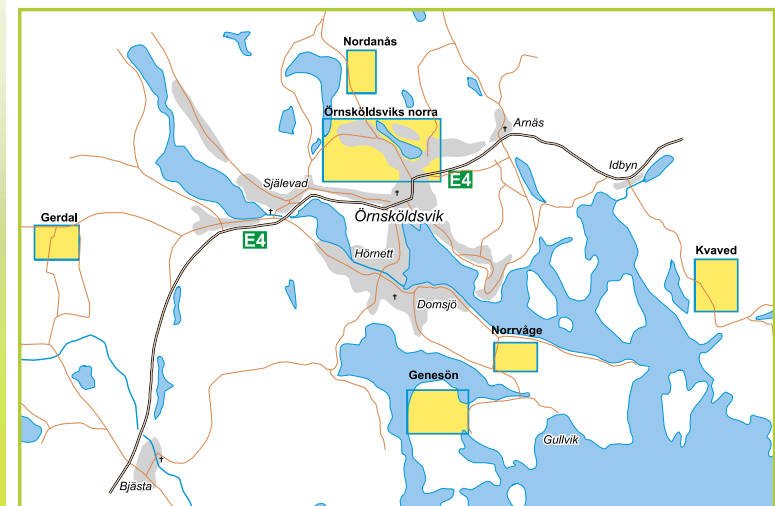 Nordanås
Örnsköldsviks norra
Arnäs
Idbyn
Själevad
E4
Örnsköldsvik
Gerdal
E4
Hörnett
Kvaved
Domsjö
Norrvåge
Genesön
Gullvik
Bjästa